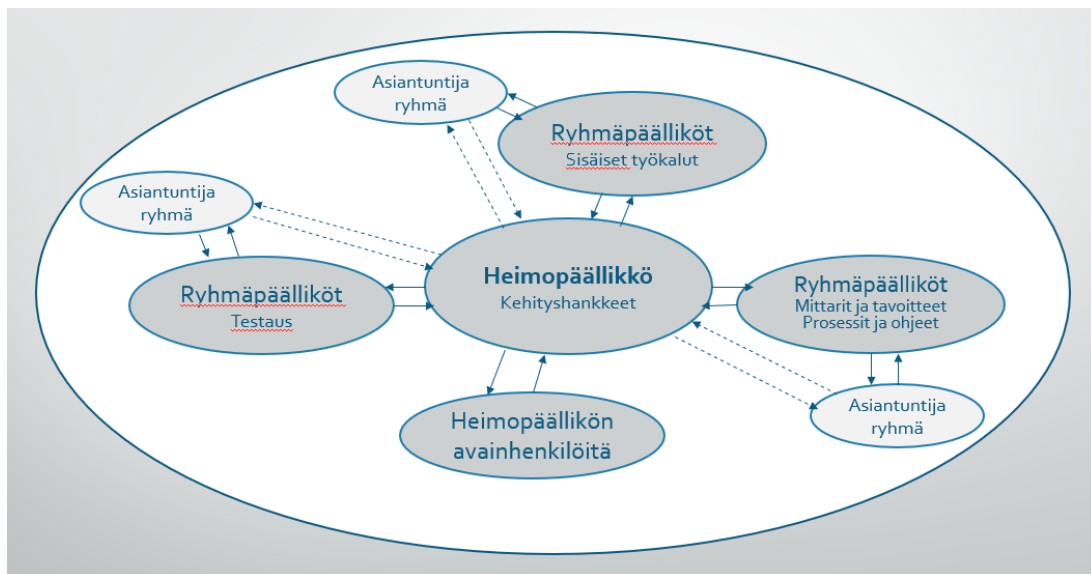 Asiantuntija
ryhmä
Ryhmäpäälliköt
Sisäiset työkalut
Asiantuntija
ryhmä
Ryhmäpäälliköt
Testaus
Heimopäällikkö
Kehityshankkeet
Ryhmäpäälliköt
Mittarit ja tavoitteet
Prosessit ja ohjeet
Heimopäällikön
avainhenkilöitä
Asiantuntija
ryhmä